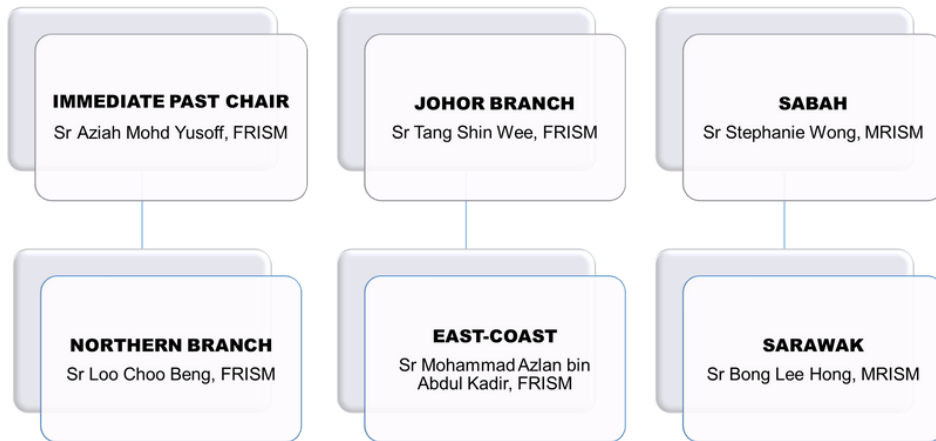 IMMEDIATE PAST CHAIR
Sr Aziah Mohd Yusoff, FRISM
JOHOR BRANCH
Sr Tang Shin Wee, FRISM
SABAH
Sr Stephanie Wong, MRISM
NORTHERN BRANCH
Sr Loo Choo Beng, FRISM
EAST-COAST
Sr Mohammad Azlan bin
Abdul Kadir, FRISM
SARAWAK
Sr Bong Lee Hong, MRISM